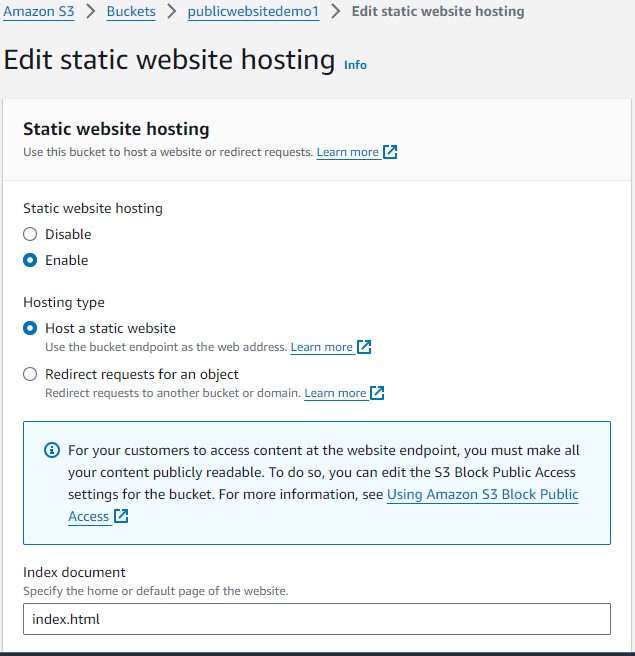 Amazon S3 > Buckets > publicwebsitedemo1 > Edit static website hosting
Edit static website hosting Info
Static website hosting
Use this bucket to host a website or redirect requests. Learn more
Static website hosting
Disable
Enable
Hosting type
Host a static website
Use the bucket endpoint as the web address. Learn more
Redirect requests for an object
Redirect requests to another bucket or domain. Learn more
For your customers to access content at the website endpoint, you must make all
your content publicly readable. To do so, you can edit the S3 Block Public Access
settings for the bucket. For more information, see Using Amazon S3 Block Public
Access
Index document
Specify the home or default page of the website.
index.html